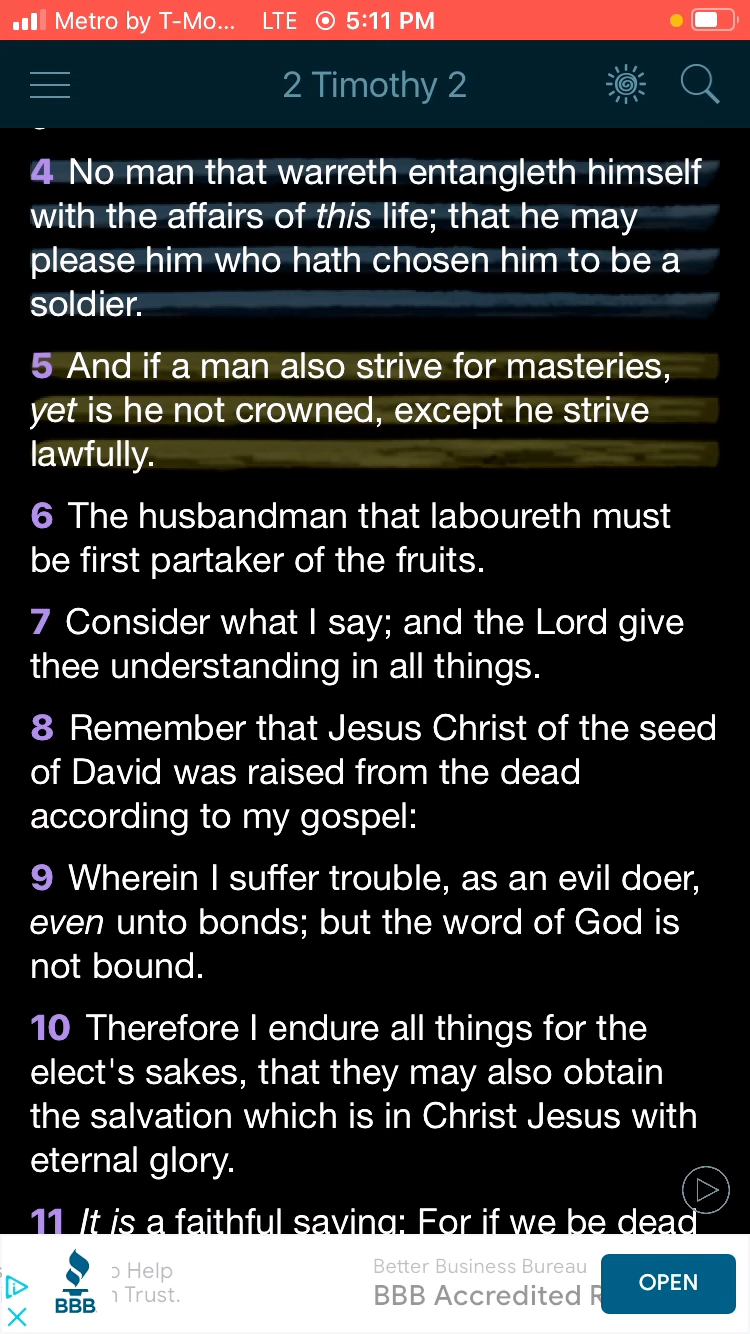 Metro by T-Mo... LTE 5:11 PM
2 Timothy 2
4 No man that warreth entangleth himself
with the affairs of this life; that he may
please him who hath chosen him to be a
soldier.
5 And if a man also strive for masteries,
yet is he not crowned, except he strive
lawfully.
6 The husbandman that laboureth must
be first partaker of the fruits.
7 Consider what I say; and the Lord give
thee understanding in all things.
8 Remember that Jesus Christ of the seed
of David was raised from the dead
according to my gospel:
9 Wherein I suffer trouble, as an evil doer,
even unto bonds; but the word of God is
not bound.
10 Therefore I endure all things for the
elect's sakes, that they may also obtain
the salvation which is in Christ Jesus with
eternal glory.
11 It is a faithful saying: For if we be dead
BBB
o Help
Trust.
Better Business Bureau
BBB Accredited
OPEN